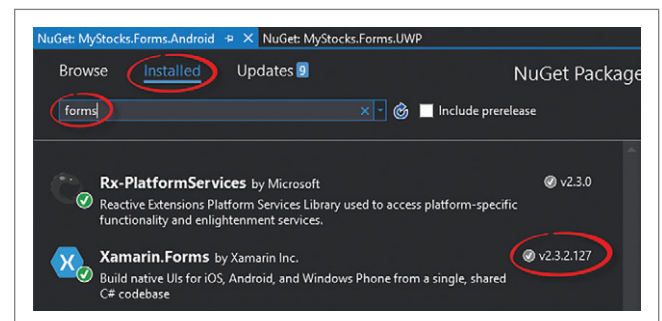 NuGet: MyStocks.Forms.Android NuGet: MyStocks.Forms.UWP
Browse Installed Updates 9 NuGet Package
forms Include prerelease
Rx-PlatformServices by Microsoft v2.3.0
Reactive Extensions Platform Services Library used to access platform-specific
functionality and enlightenment services.
Xamarin.Forms by Xamarin Inc. v2.3.2.127
Build native UIs for iOS, Android, and Windows Phone from a single, shared
C# codebase